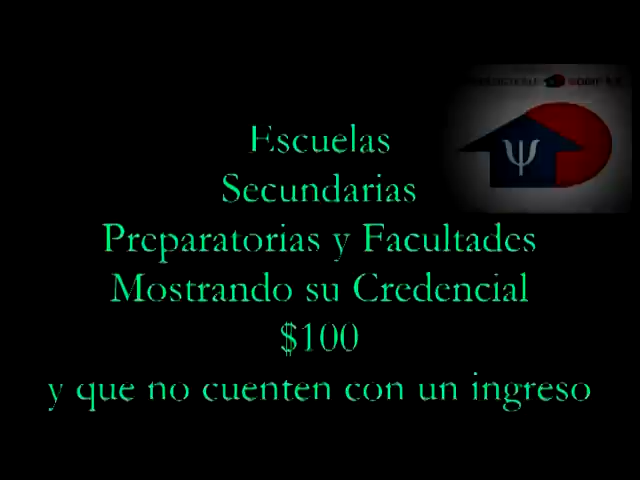 Escuelas
Secundarias
Preparatorias y Facultades
Mostrando su Credencial
$100
y que no cuenten con un ingreso
ψ